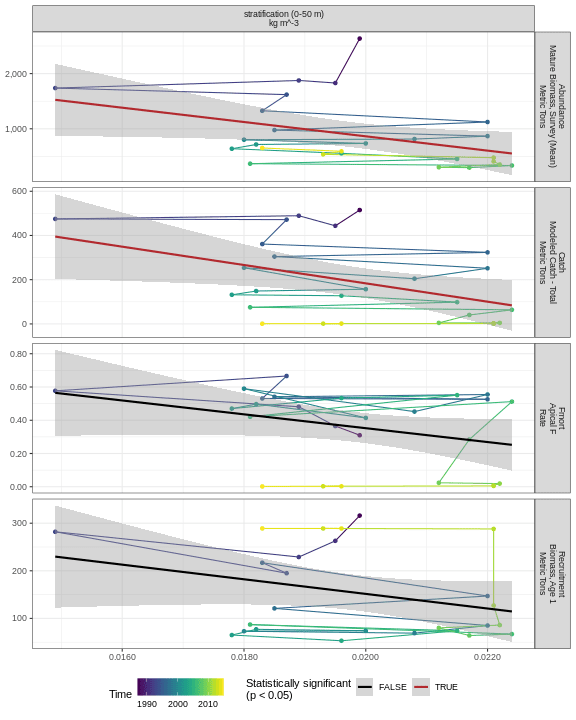 stratification (0-50 m)
kg m^-3
2,000
1,000
Abundance
Mature Biomass, Survey (Mean)
Metric Tons
600
400
200
0
Catch
Modeled Catch - Total
Metric Tons
0.80
0.60
0.40
0.20
0.00
Fmort
Apical F
Rate
300
200
100
Recruitment
Biomass, Age 1
Metric Tons
0.0160
0.0180
0.0200
0.0220
Time
1990
2000
2010
Statistically significant
(p < 0.05)
FALSE
TRUE